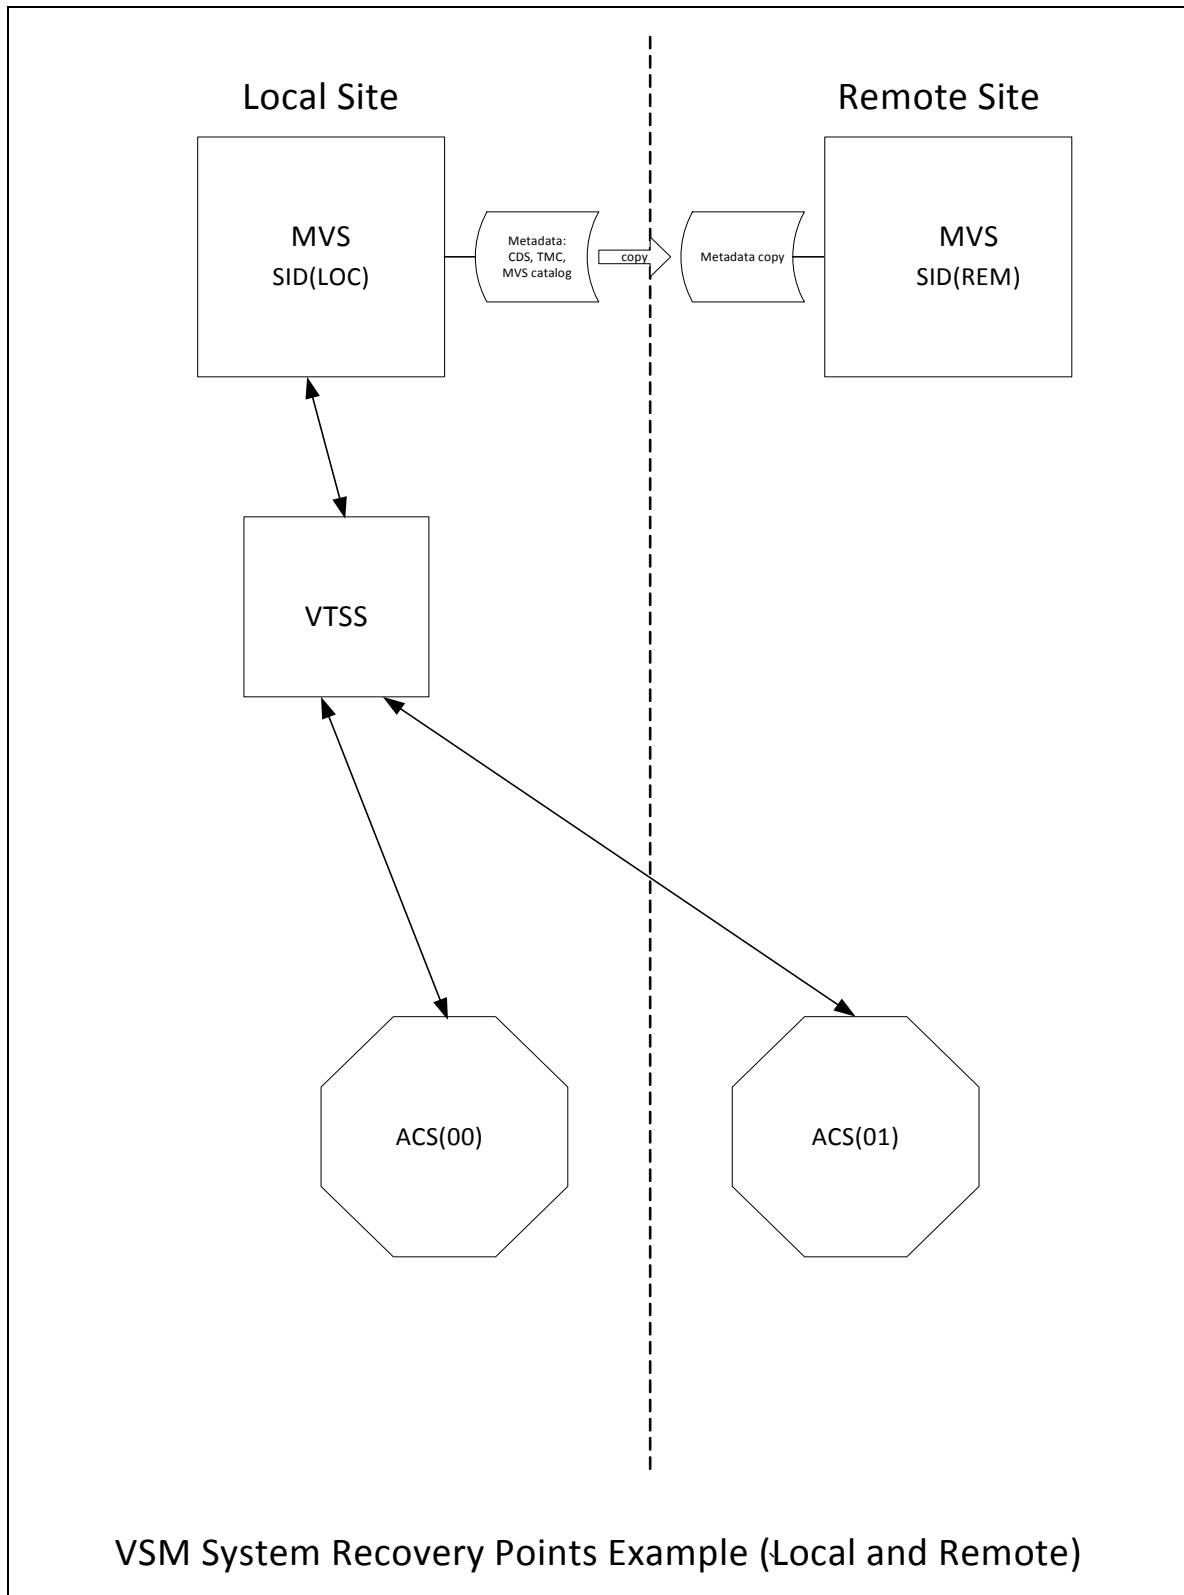 Local Site
Remote Site
MVS
SID(LOC)
Metadata:
CDS, TMC,
MVS catalog
copy
Metadata copy
MVS
SID(REM)
VTSS
ACS(00)
ACS(01)
VSM System Recovery Points Example (Local and Remote)